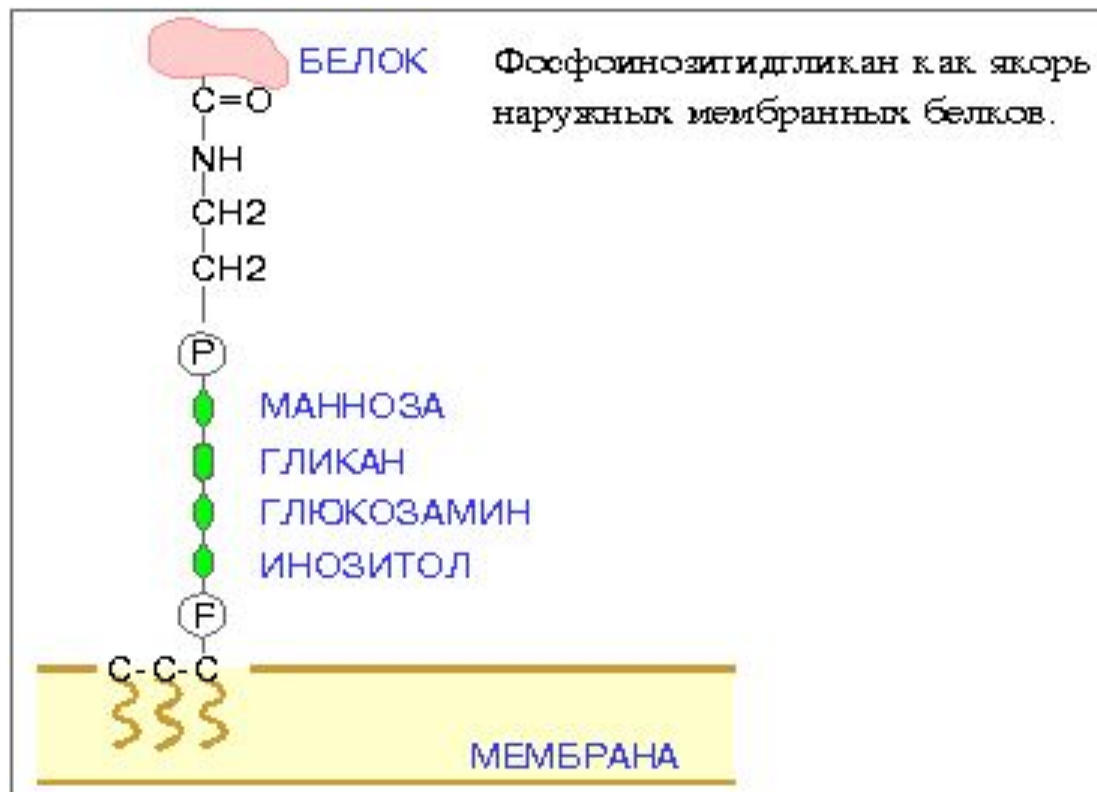 БЕЛОК
Фосфоинозитидгликан как якорь
наружных мембранных белков.
C=O
NH
CH2
CH2
P
МАННОЗА
ГЛИКАН
ГЛЮКОЗАМИН
ИНОЗИТОЛ
F
C-C-C
МЕМБРАНА